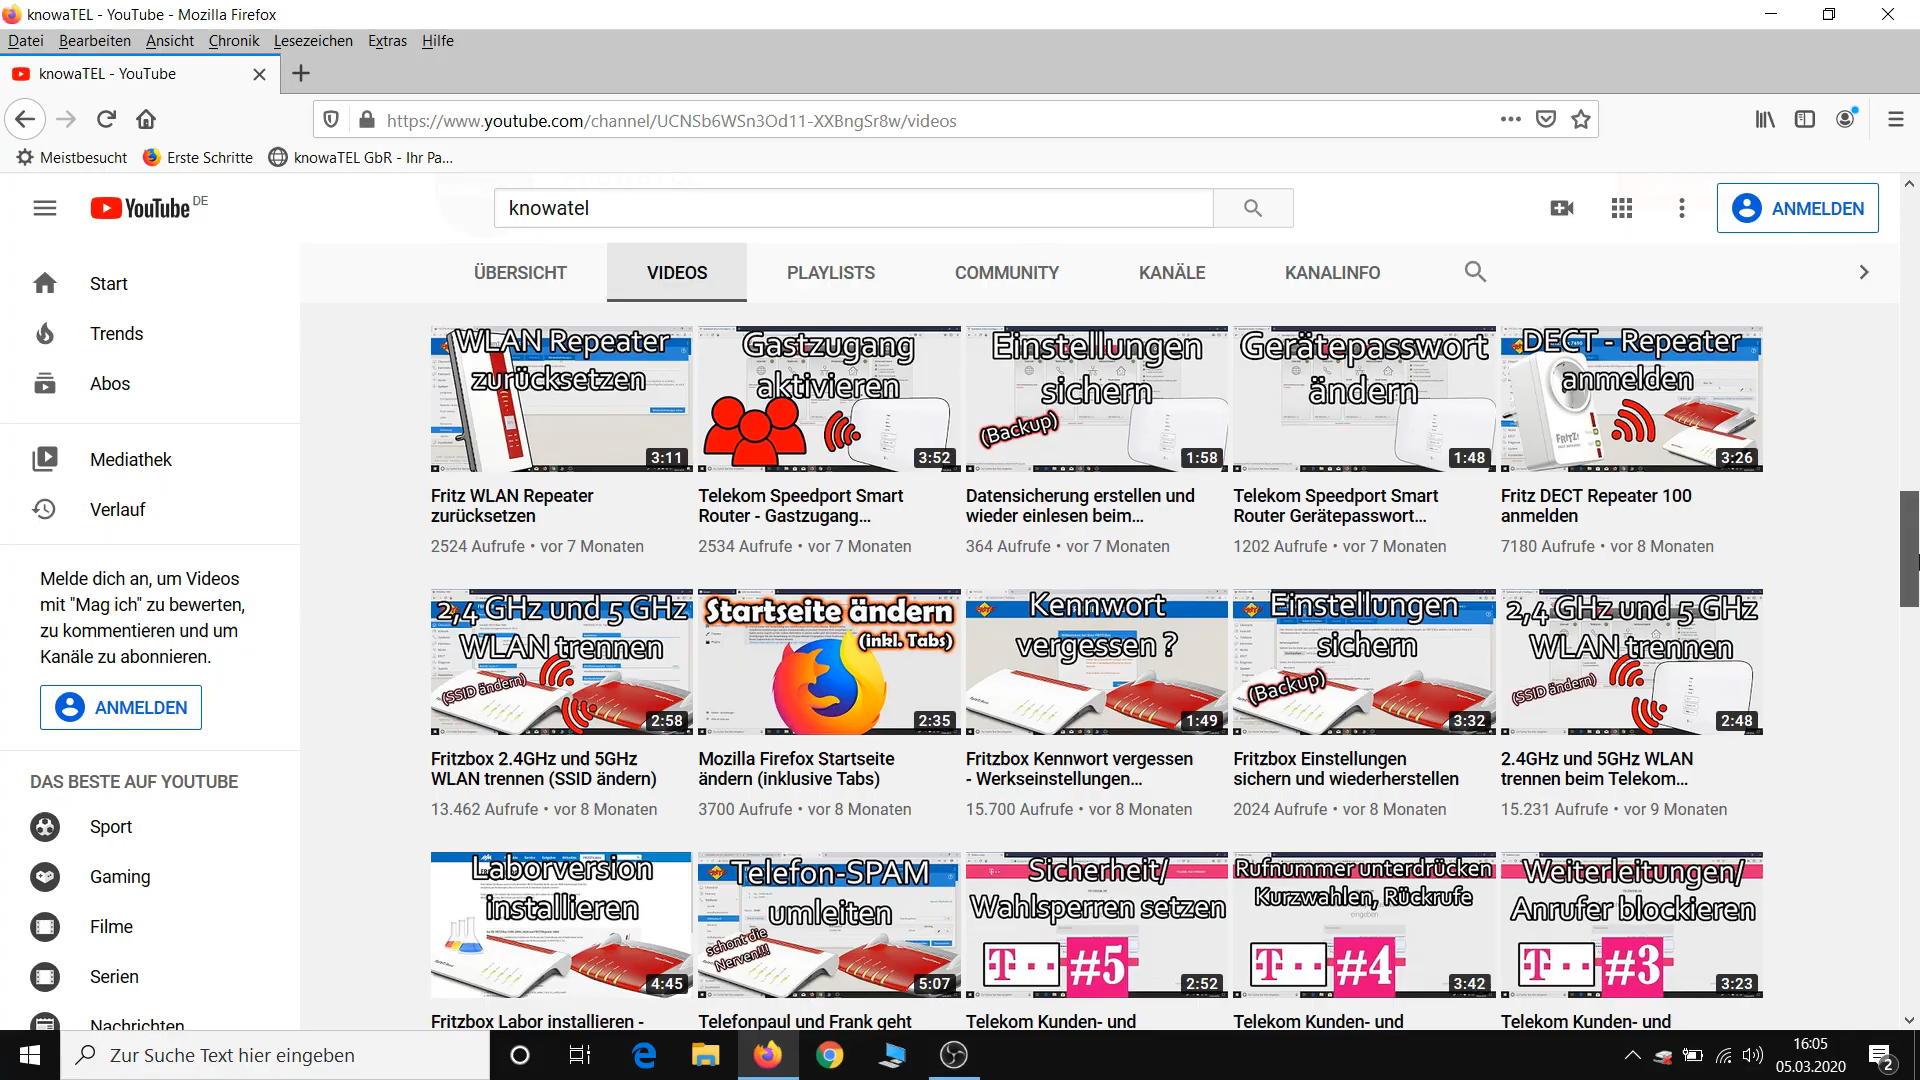 knowaTEL - YouTube - Mozilla Firefox
Datei Bearbeiten Ansicht Chronik Lesezeichen Extras Hilfe
knowaTEL - YouTube
https://www.youtube.com/channel/UCNSb6WSn3Od11-XXBngSr8w/videos
Meistbesucht Erste Schritte knowaTEL GbR - Ihr Pa...
YouTube DE
knowatel
ANMELDEN
ÜBERSICHT VIDEOS PLAYLISTS COMMUNITY KANÄLE KANALINFO
Start
Trends
Abos
Mediathek
Verlauf
Melde dich an, um Videos
mit "Mag ich" zu bewerten,
zu kommentieren und um
Kanäle zu abonnieren.
ANMELDEN
DAS BESTE AUF YOUTUBE
Sport
Gaming
Filme
Serien
Nachrichten
WLAN Repeater
zurücksetzen
3:11
Fritz WLAN Repeater
zurücksetzen
2524 Aufrufe • vor 7 Monaten
Gastzugang
aktivieren
3:52
Telekom Speedport Smart
Router - Gastzugang...
2534 Aufrufe • vor 7 Monaten
Einstellungen
sichern
(Backup)
1:58
Datensicherung erstellen und
wieder einlesen beim...
364 Aufrufe • vor 7 Monaten
Gerätepasswort
ändern
1:48
Telekom Speedport Smart
Router Gerätepasswort...
1202 Aufrufe • vor 7 Monaten
DECT - Repeater
anmelden
FRITZ!
3:26
Fritz DECT Repeater 100
anmelden
7180 Aufrufe • vor 8 Monaten
2,4 GHz und 5 GHz
WLAN trennen
(SSID ändern)
2:58
Fritzbox 2.4GHz und 5GHz
WLAN trennen (SSID ändern)
13.462 Aufrufe • vor 8 Monaten
Startseite ändern
(inkl. Tabs)
2:35
Mozilla Firefox Startseite
ändern (inklusive Tabs)
3700 Aufrufe • vor 8 Monaten
Kennwort
vergessen ?
1:49
Fritzbox Kennwort vergessen
- Werkseinstellungen...
15.700 Aufrufe • vor 8 Monaten
Einstellungen
sichern
(Backup)
3:32
Fritzbox Einstellungen
sichern und wiederherstellen
2024 Aufrufe • vor 8 Monaten
2,4 GHz und 5 GHz
WLAN trennen
(SSID ändern)
2:48
2.4GHz und 5GHz WLAN
trennen beim Telekom...
15.231 Aufrufe • vor 9 Monaten
Laborversion
installieren
4:45
Fritzbox Labor installieren -
Telefon-SPAM
umleiten
schont die
Nerven!!!
5:07
Telefonpaul und Frank geht
Sicherheit/
Wahlsperren setzen
T #5
2:52
Telekom Kunden- und
Rufnummer unterdrücken
Kurzwahlen, Rückrufe
T #4
3:42
Telekom Kunden- und
Weiterleitungen/
Anrufer blockieren
T #3
3:23
Telekom Kunden- und
Zur Suche Text hier eingeben
16:05
05.03.2020
2